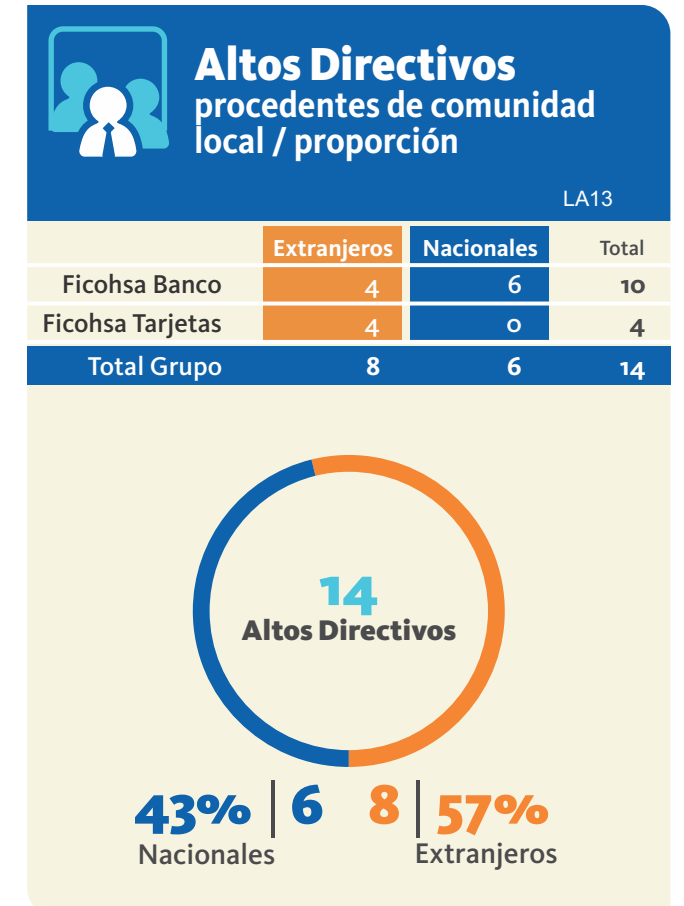 Altos Directivos
procedentes de comunidad
local / proporción
LA13
Extranjeros Nacionales Total
Ficohsa Banco 4 6 10
Ficohsa Tarjetas 4 0 4
Total Grupo 8 6 14
14
Altos Directivos
43% 6 8 57%
Nacionales Extranjeros